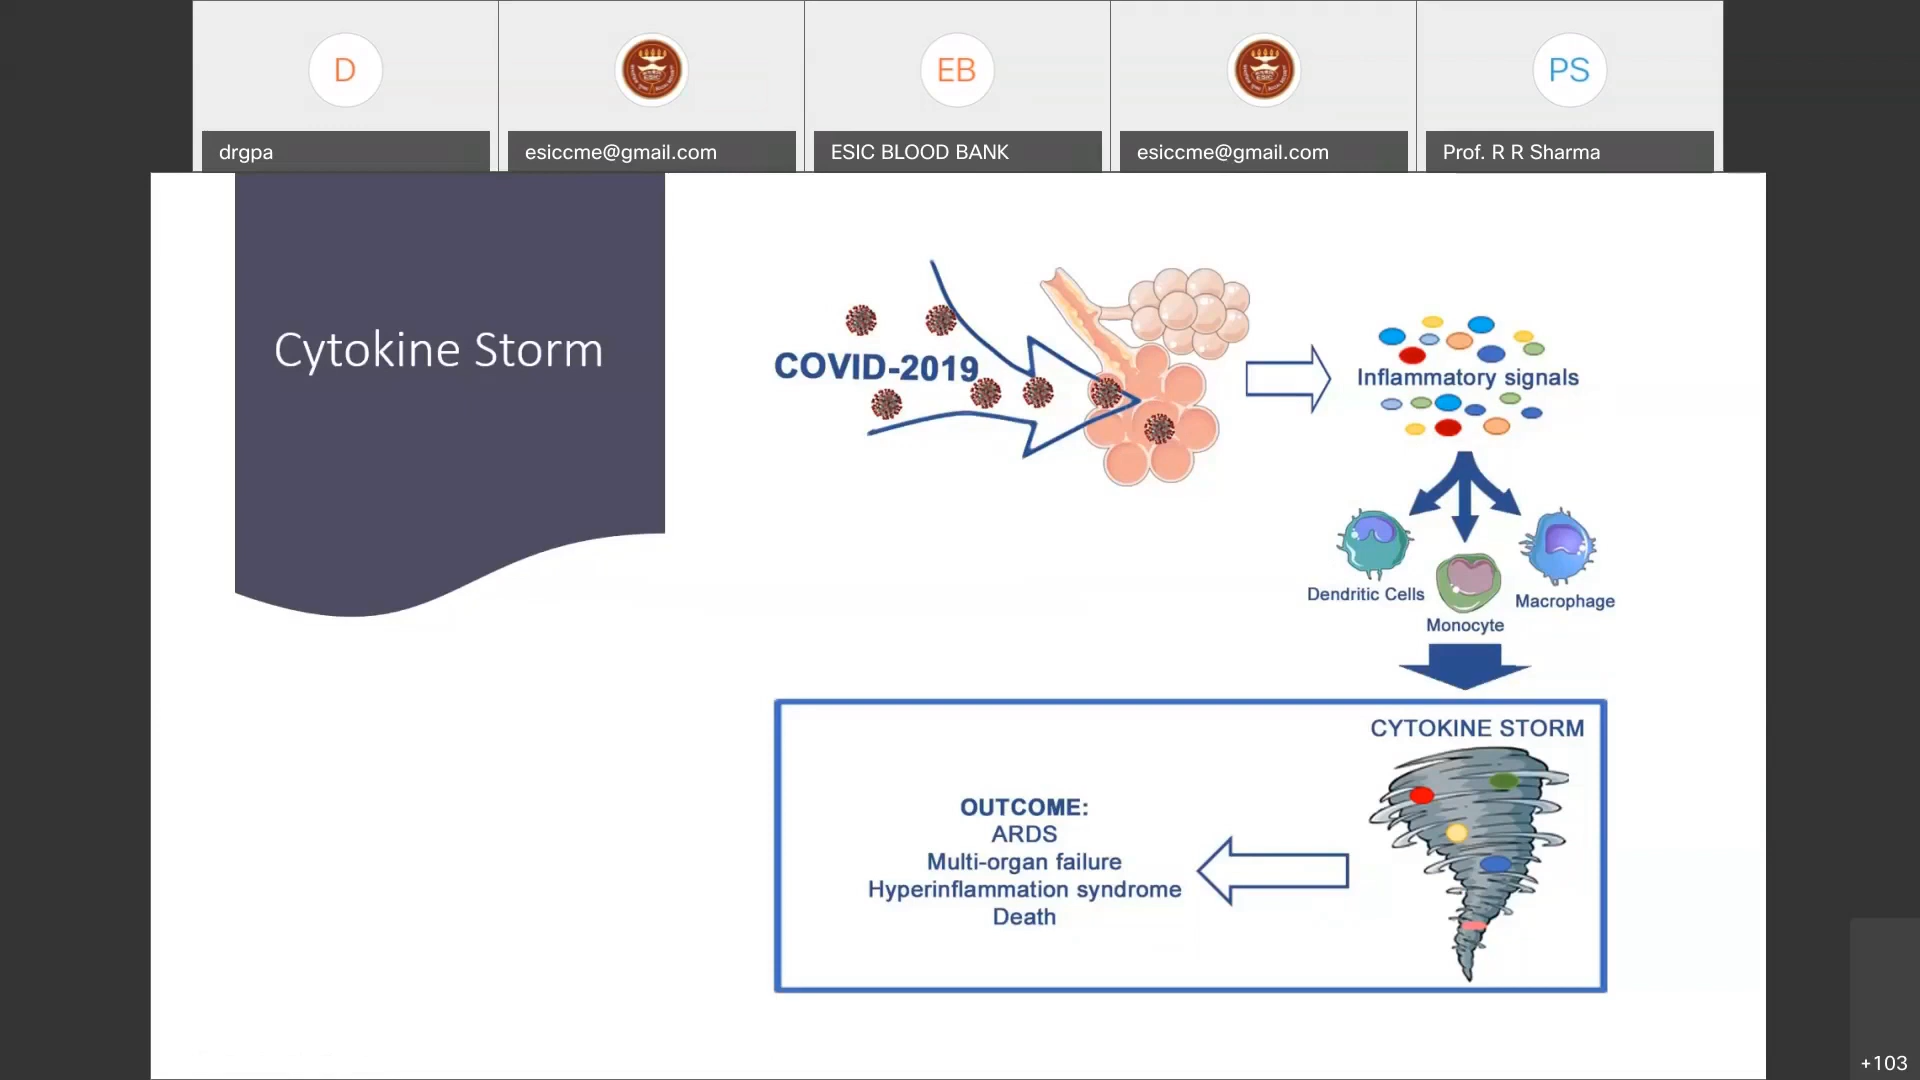 D
EB
PS
drgpa
esiccme@gmail.com
ESIC BLOOD BANK
esiccme@gmail.com
Prof. R R Sharma
Cytokine Storm
COVID-2019
Inflammatory signals
Dendritic Cells
Monocyte
Macrophage
CYTOKINE STORM
OUTCOME:
ARDS
Multi-organ failure
Hyperinflammation syndrome
Death
+103